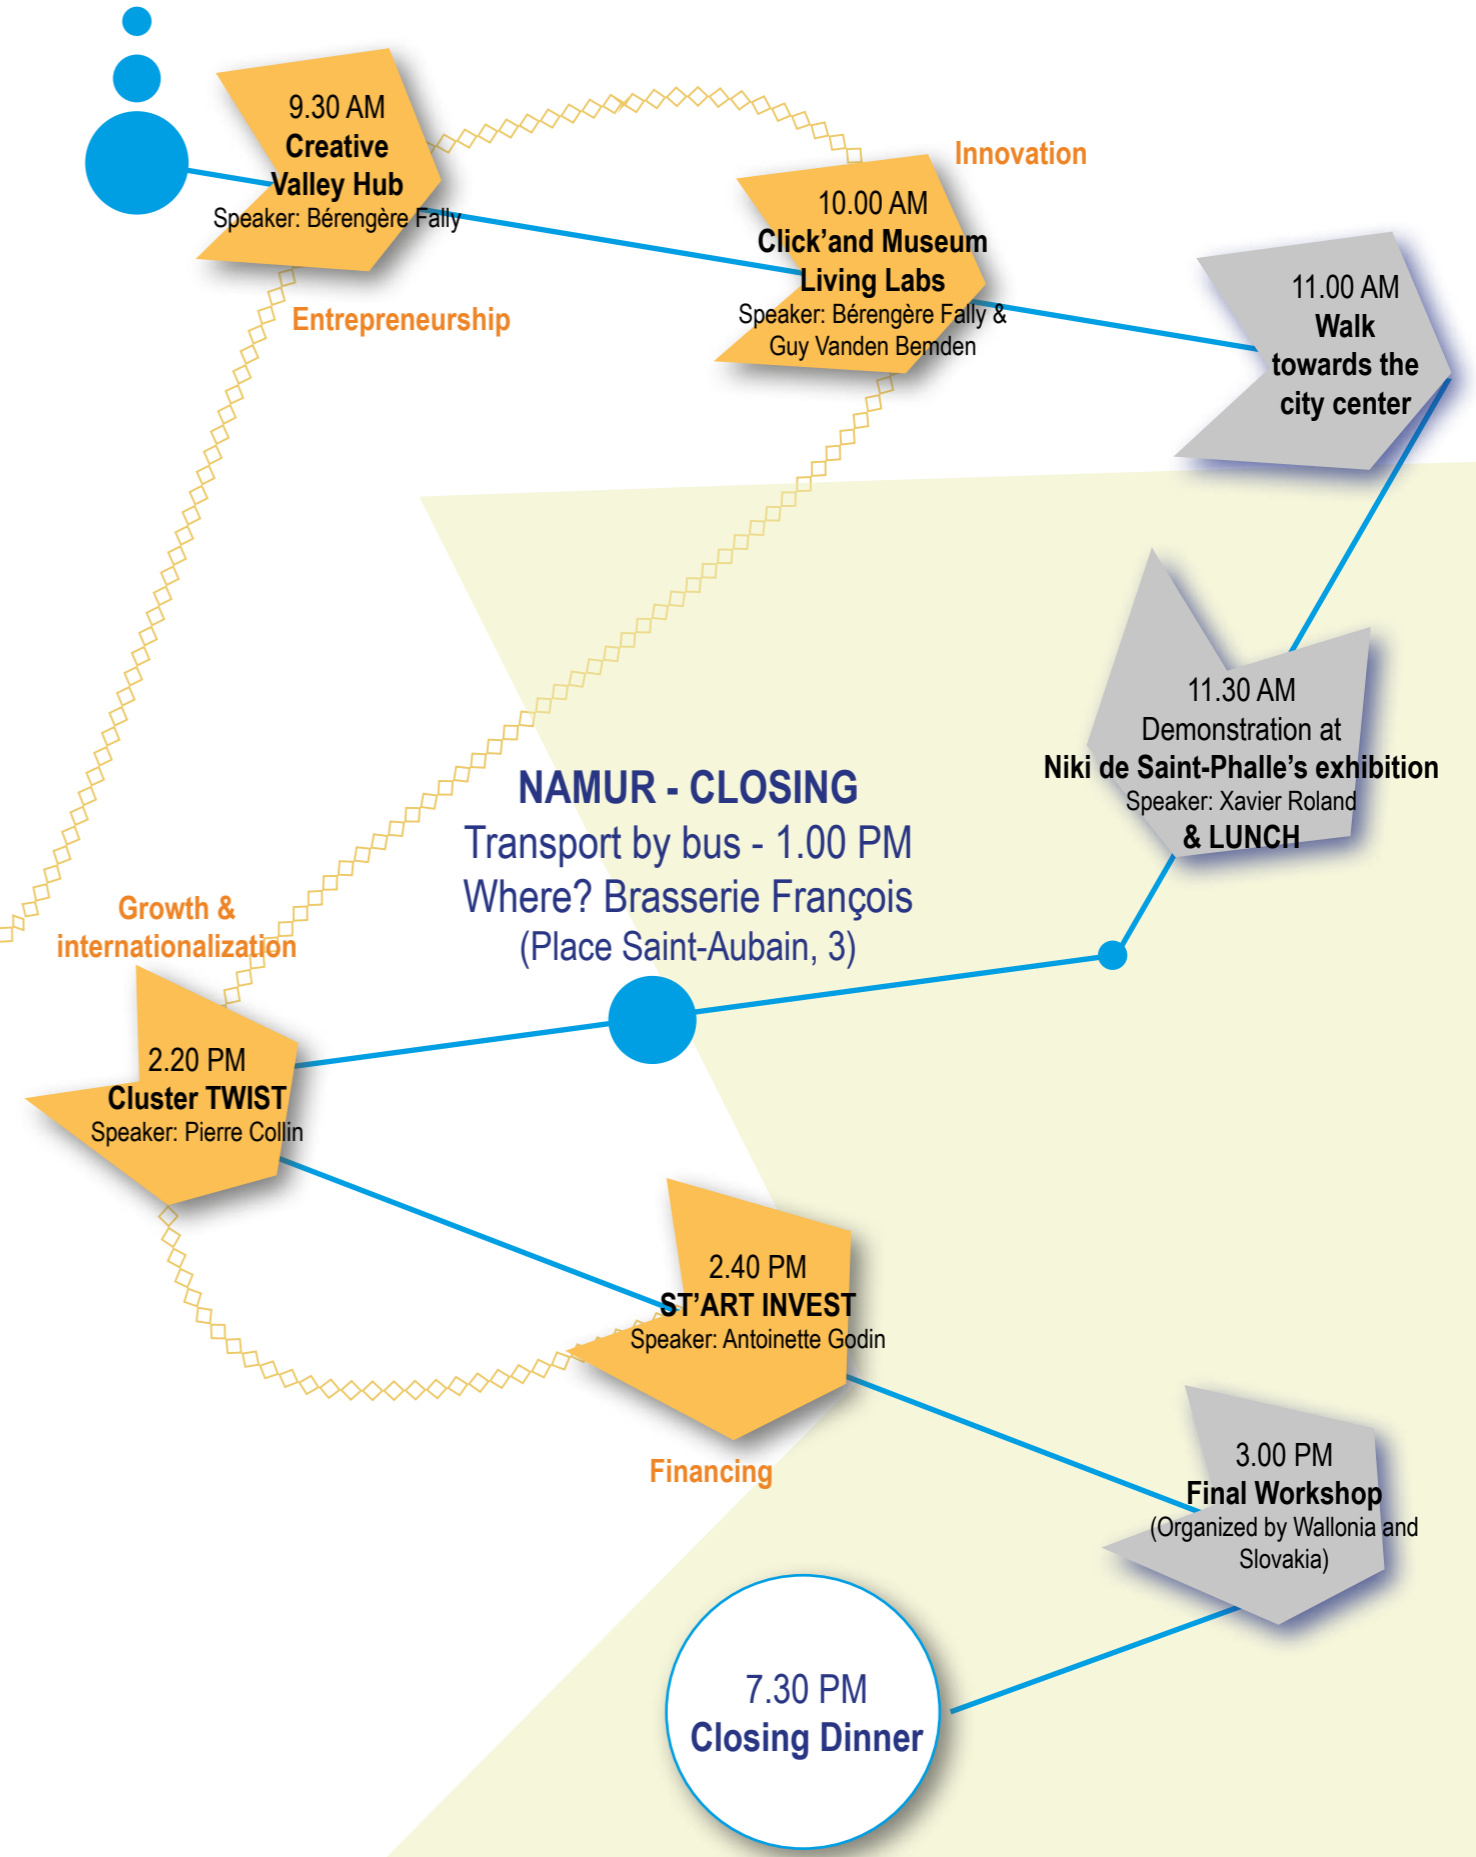 9.30 AM
Creative
Valley Hub
Speaker: Bérengère Fally
Entrepreneurship
Innovation
10.00 AM
Click’and Museum
Living Labs
Speaker: Bérengère Fally &
Guy Vanden Bemden
11.00 AM
Walk
towards the
city center
11.30 AM
Demonstration at
Niki de Saint-Phalle’s exhibition
Speaker: Xavier Roland
& LUNCH
NAMUR - CLOSING
Transport by bus - 1.00 PM
Where? Brasserie François
(Place Saint-Aubain, 3)
Growth &
internationalization
2.20 PM
Cluster TWIST
Speaker: Pierre Collin
2.40 PM
ST’ART INVEST
Speaker: Antoinette Godin
Financing
3.00 PM
Final Workshop
(Organized by Wallonia and
Slovakia)
7.30 PM
Closing Dinner